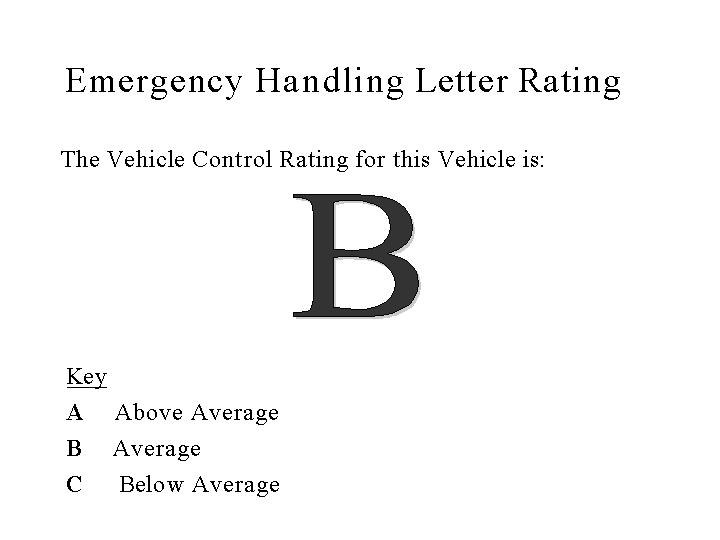 Emergency Handling Letter Rating
The Vehicle Control Rating for this Vehicle is:
B
Key
A Above Average
B Average
C Below Average